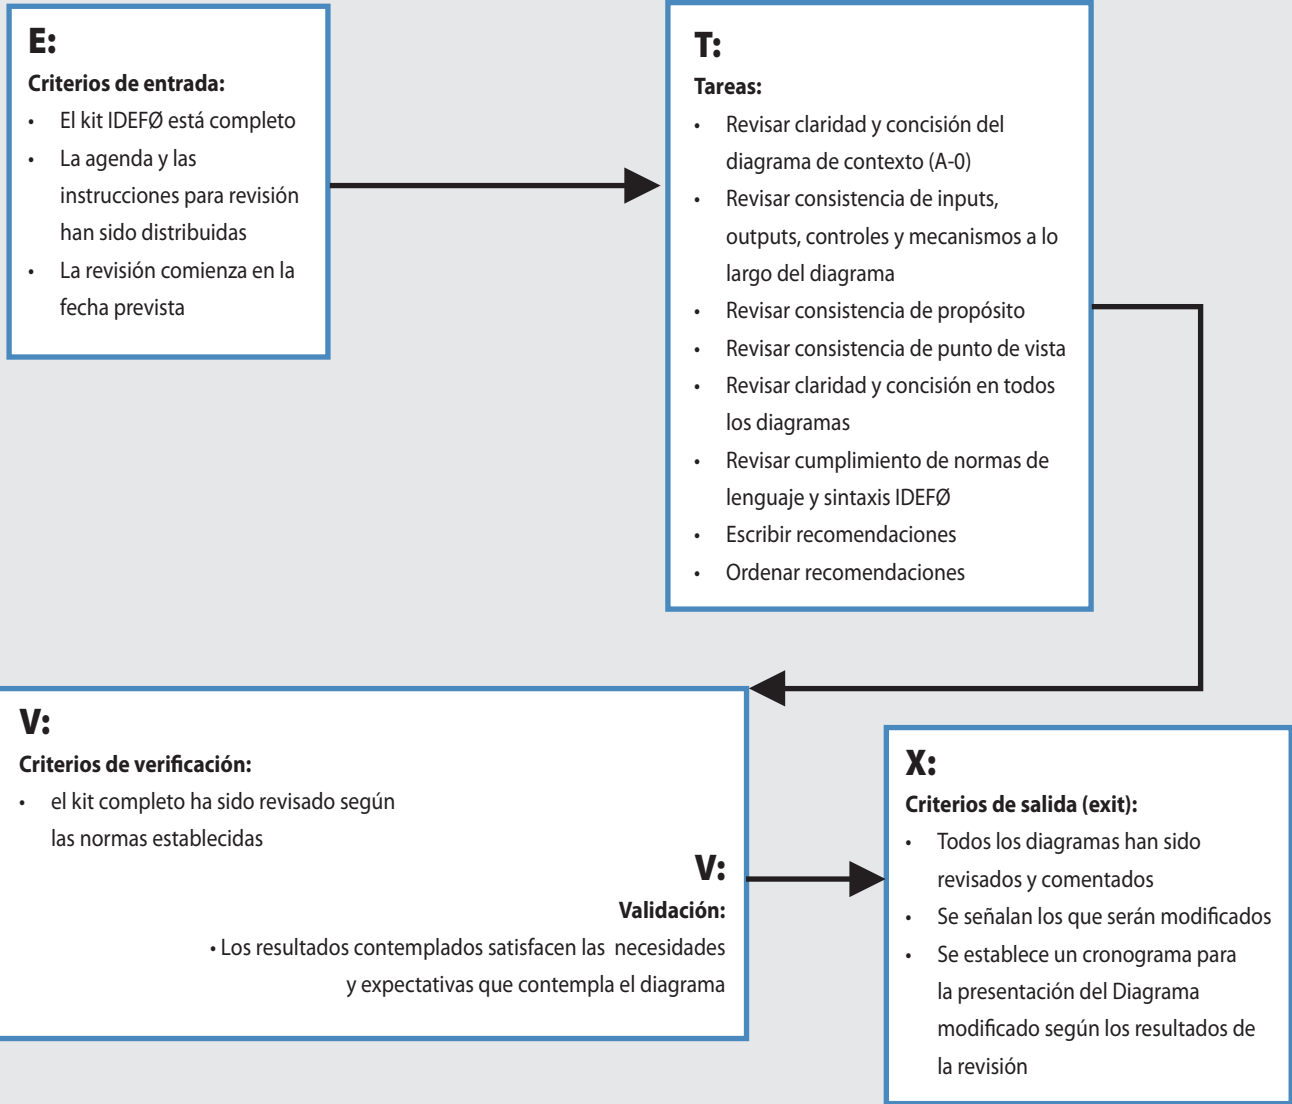 E:
Criterios de entrada:
• El kit IDEFØ está completo
• La agenda y las
instrucciones para revisión
han sido distribuidas
• La revisión comienza en la
fecha prevista
T:
Tareas:
• Revisar claridad y concisión del
diagrama de contexto (A-0)
• Revisar consistencia de inputs,
outputs, controles y mecanismos a lo
largo del diagrama
• Revisar consistencia de propósito
• Revisar consistencia de punto de vista
• Revisar claridad y concisión en todos
los diagramas
• Revisar cumplimiento de normas de
lenguaje y sintaxis IDEFØ
• Escribir recomendaciones
• Ordenar recomendaciones
V:
Criterios de verificación:
• el kit completo ha sido revisado según
las normas establecidas
V:
Validación:
• Los resultados contemplados satisfacen las necesidades
y expectativas que contempla el diagrama
X:
Criterios de salida (exit):
• Todos los diagramas han sido
revisados y comentados
• Se señalan los que serán modificados
• Se establece un cronograma para
la presentación del Diagrama
modificado según los resultados de
la revisión